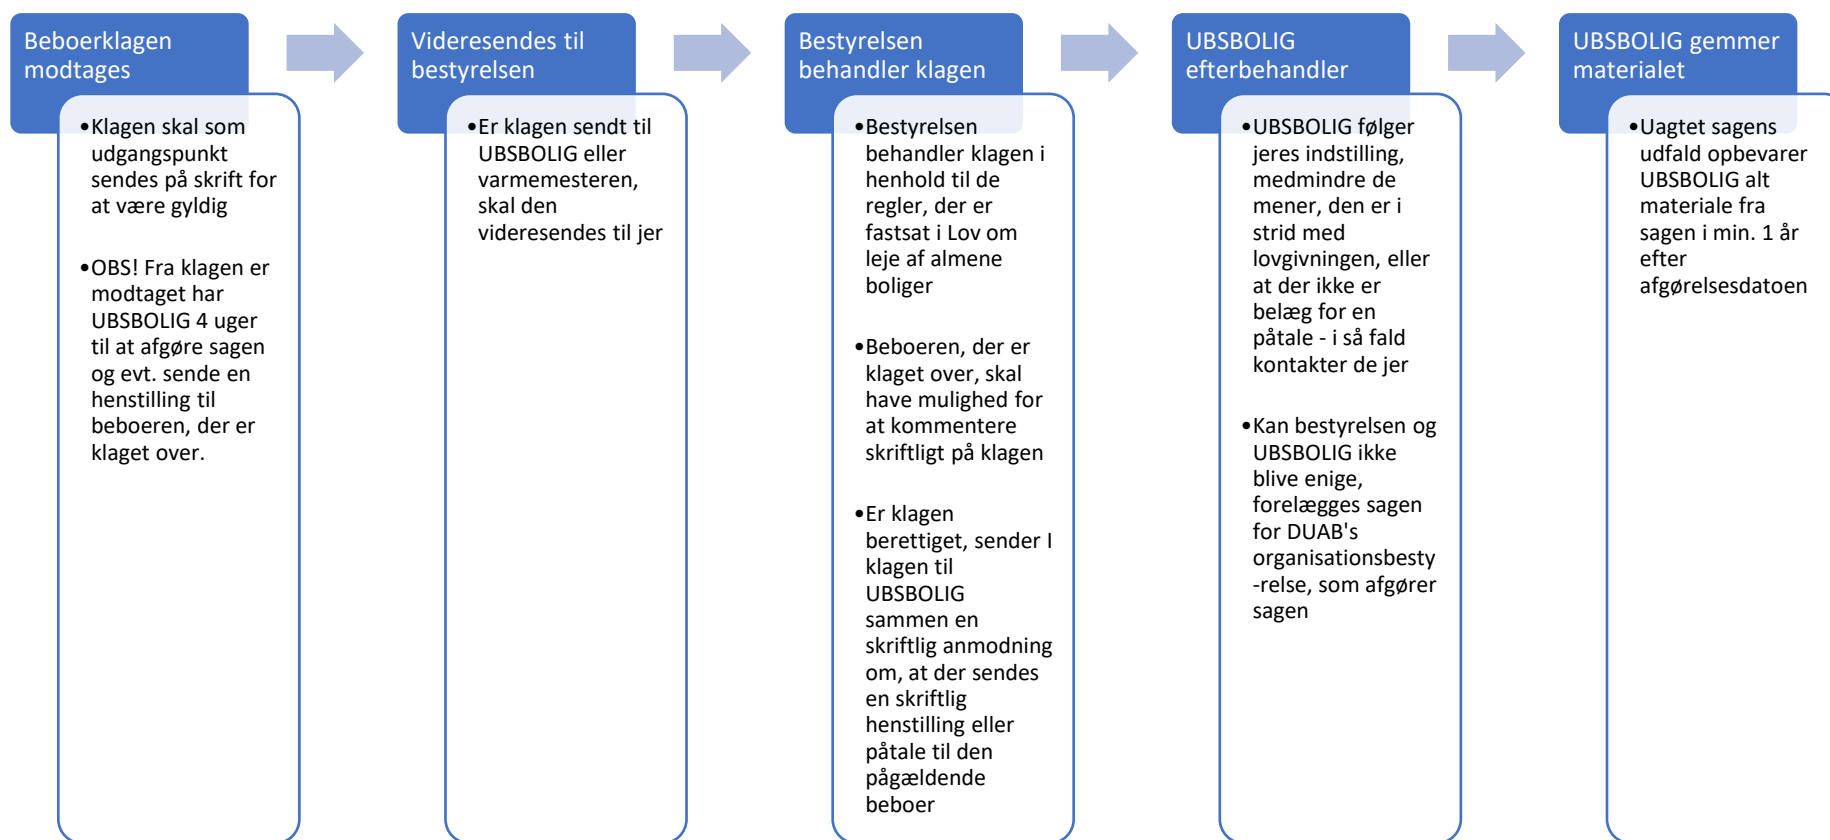 Beboerklagen
modtages
•Klagen skal som
udgangspunkt
sendes på skrift for
at være gyldig
•OBS! Fra klagen er
modtaget har
UBSBOLIG 4 uger
til at afgøre sagen
og evt. sende en
henstilling til
beboeren, der er
klaget over.
Videresendes til
bestyrelsen
•Er klagen sendt til
UBSBOLIG eller
varmemesteren,
skal den
videresendes til jer
Bestyrelsen
behandler klagen
•Bestyrelsen
behandler klagen i
henhold til de
regler, der er
fastsat i Lov om
leje af almene
boliger
•Beboeren, der er
klaget over, skal
have mulighed for
at kommentere
skriftligt på klagen
•Er klagen
berettiget, sender I
klagen til
UBSBOLIG
sammen en
skriftlig anmodning
om, at der sendes
en skriftlig
henstilling eller
påtale til den
pågældende
beboer
UBSBOLIG
efterbehandler
•UBSBOLIG følger
jeres indstilling,
medmindre de
mener, den er i
strid med
lovgivningen, eller
at der ikke er
belæg for en
påtale - i så fald
kontakter de jer
•Kan bestyrelsen og
UBSBOLIG ikke
blive enige,
forelægges sagen
for DUAB's
organisationsbesty
-relse, som afgører
sagen
UBSBOLIG gemmer
materialet
•Uagtet sagens
udfald opbevarer
UBSBOLIG alt
materiale fra
sagen i min. 1 år
efter
afgørelsesdatoen